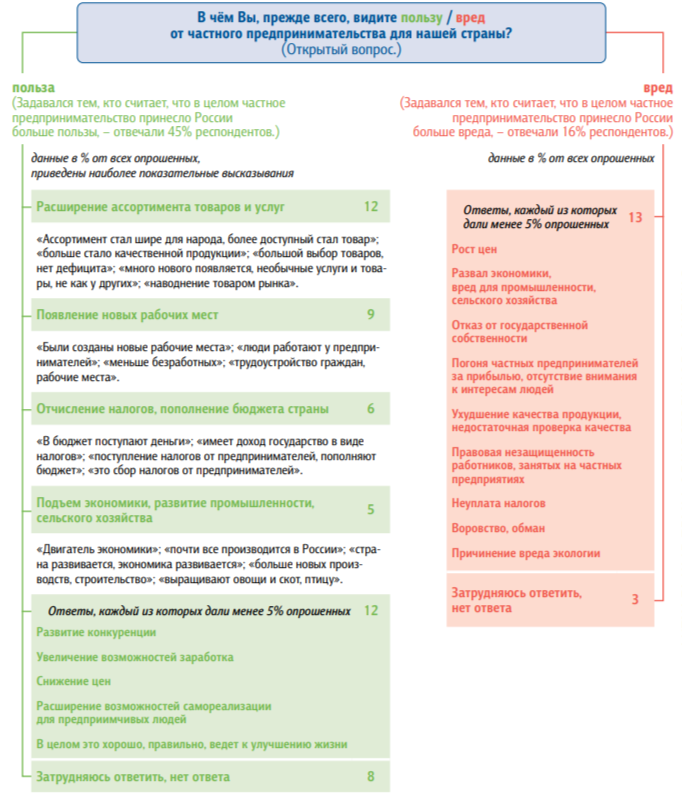 В чём Вы, прежде всего, видите пользу / вред
от частного предпринимательства для нашей страны?
(Открытый вопрос.)
польза
(Задавался тем, кто считает, что в целом частное
предпринимательство принесло России
больше пользы, – отвечали 45% респондентов.)
данные в % от всех опрошенных,
приведены наиболее показательные высказывания
Расширение ассортимента товаров и услуг 12
«Ассортимент стал шире для народа, более доступный стал товар»;
«больше стало качественной продукции»; «большой выбор товаров,
нет дефицита»; «много нового появляется, необычные услуги и това-
ры, не как у других»; «наводнение товаром рынка».
Появление новых рабочих мест 9
«Были созданы новые рабочие места»; «люди работают у предпри-
нимателей»; «меньше безработных»; «трудоустройство граждан,
рабочие места».
Отчисление налогов, пополнение бюджета страны 6
«В бюджет поступают деньги»; «имеет доход государство в виде
налогов»; «поступление налогов от предпринимателей, пополняют
бюджет»; «это сбор налогов от предпринимателей».
Подъем экономики, развитие промышленности,
сельского хозяйства 5
«Двигатель экономики»; «почти все производится в России»; «стра-
на развивается, экономика развивается»; «больше новых произ-
водств, строительство»; «выращивают овощи и скот, птицу».
Ответы, каждый из которых дали менее 5% опрошенных 12
Развитие конкуренции
Увеличение возможностей заработка
Снижение цен
Расширение возможностей самореализации
для предпримчивых людей
В целом это хорошо, правильно, ведет к улучшению жизни
Затрудняюсь ответить, нет ответа 8
вред
(Задавался тем, кто считает, что в целом частное
предпринимательство принесло России
больше вреда, – отвечали 16% респондентов.)
данные в % от всех опрошенных
Ответы, каждый из которых
дали менее 5% опрошенных 13
Рост цен
Развал экономики,
вред для промышленности,
сельского хозяйства
Отказ от государственной
собственности
Погоня частных предпринимателей
за прибылью, отсутствие внимания
к интересам людей
Ухудшение качества продукции,
недостаточная проверка качества
Правовая незащищенность
работников, занятых на частных
предприятиях
Неуплата налогов
Воровство, обман
Причинение вреда экологии
Затрудняюсь ответить,
нет ответа 3